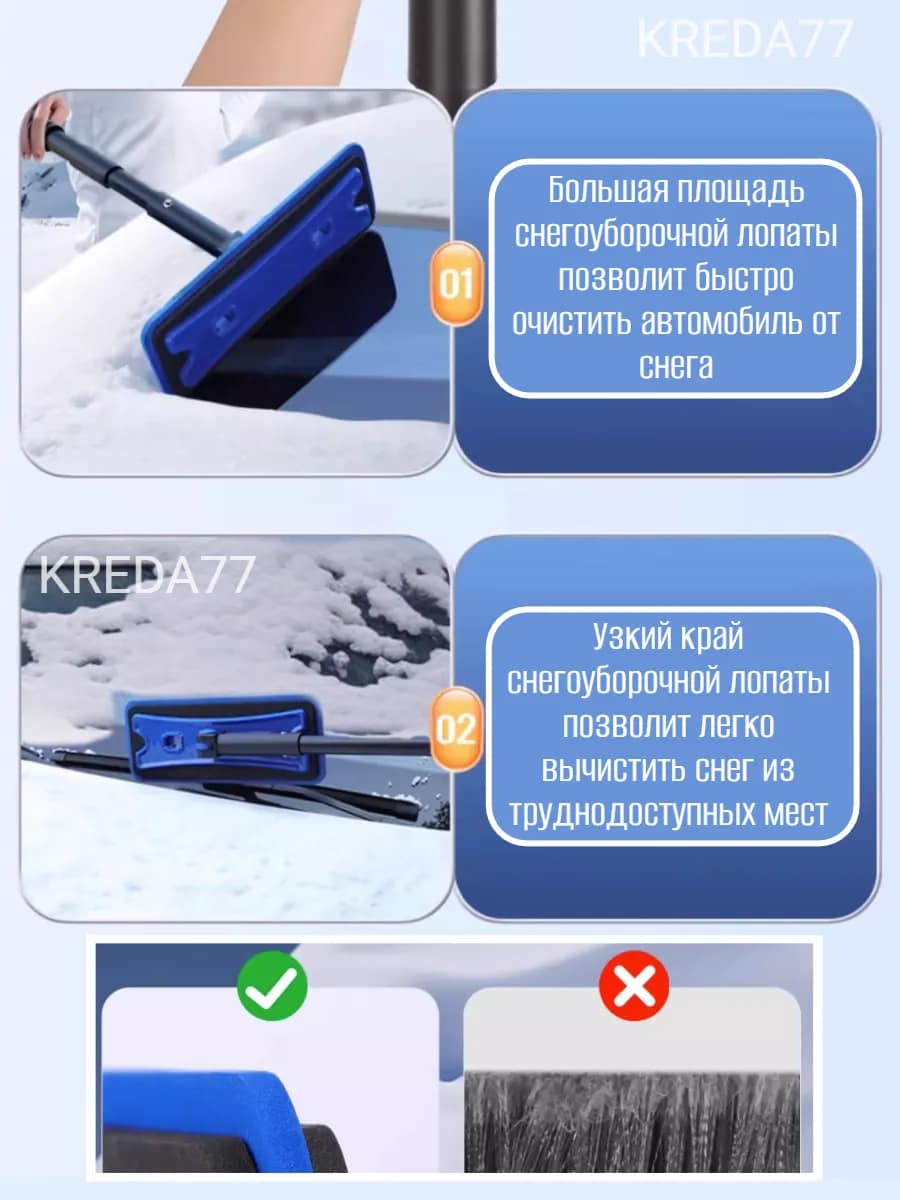 KREDA77
01
Большая площадь
снегоуборочной лопаты
позволит быстро
очистить автомобиль от
снега
KREDA77
02
Узкий край
снегоуборочной лопаты
позволит легко
вычистить снег из
труднодоступных мест